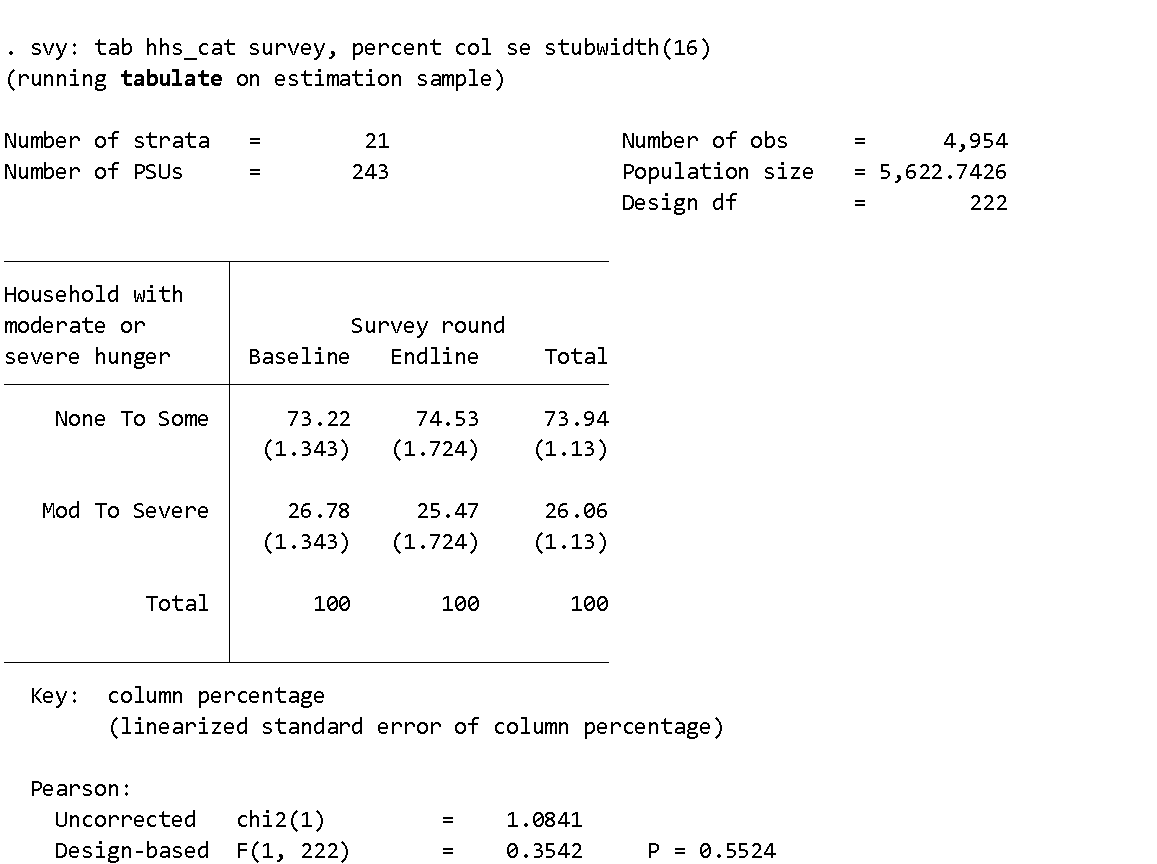 . svy: tab hhs_cat survey, percent col se stubwidth(16)
(running tabulate on estimation sample)
Number of strata = 21 Number of obs = 4,954
Number of PSUs = 243 Population size = 5,622.7426
Design df = 222
Household with
moderate or Survey round
severe hunger Baseline Endline Total
None To Some 73.22 74.53 73.94
(1.343) (1.724) (1.13)
Mod To Severe 26.78 25.47 26.06
(1.343) (1.724) (1.13)
Total 100 100 100
Key: column percentage
(linearized standard error of column percentage)
Pearson:
Uncorrected chi2(1) = 1.0841
Design-based F(1, 222) = 0.3542 P = 0.5524